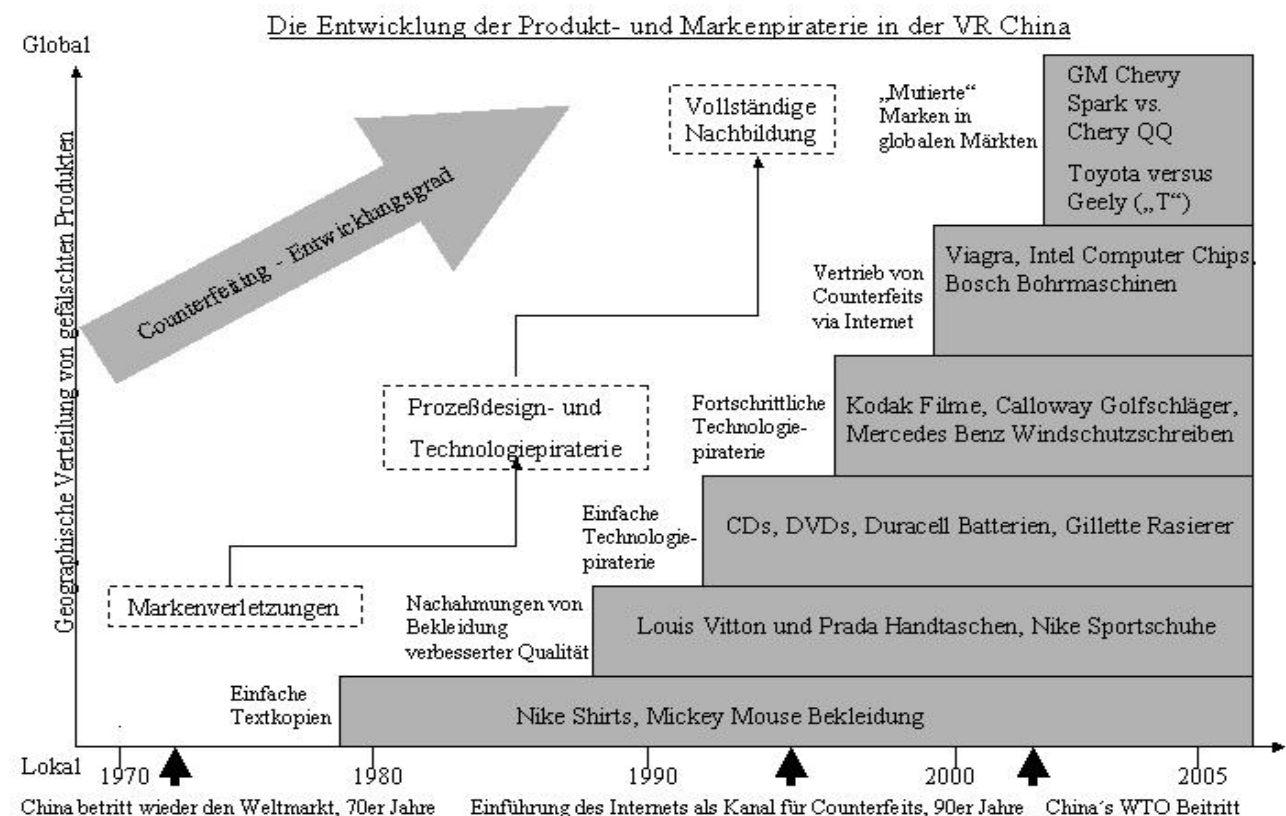 Die Entwicklung der Produkt- und Markenpiraterie in der VR China
Global
Geographische Verteilung von gefälschten Produkten
Counterfeiting - Entwicklungsgrad
Vollständige
Nachbildung
„Mutierte“
Marken in
globalen Märkten
GM Chevy
Spark vs.
Chery QQ
Toyota versus
Geely („T“)
Vertrieb von
Counterfeits
via Internet
Viagra, Intel Computer Chips,
Bosch Bohrmaschinen
Prozeßdesign- und
Technologiepiraterie
Fortschrittliche
Technologie-
piraterie
Kodak Filme, Calloway Golfschläger,
Mercedes Benz Windschutzschreiben
Einfache
Technologie-
piraterie
CDs, DVDs, Duracell Batterien, Gillette Rasierer
Markenverletzungen
Nachahmungen von
Bekleidung
verbesserter Qualität
Louis Vitton und Prada Handtaschen, Nike Sportschuhe
Einfache
Textkopien
Nike Shirts, Mickey Mouse Bekleidung
Lokal
1970 1980 1990 2000 2005
China betritt wieder den Weltmarkt, 70er Jahre Einführung des Internets als Kanal für Counterfeits, 90er Jahre China´s WTO Beitritt